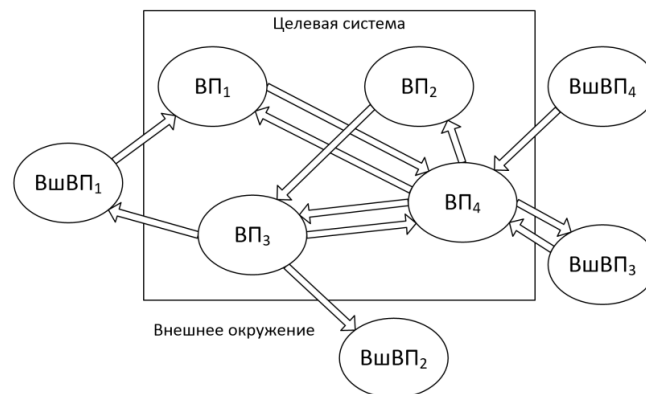 Целевая система
ВП1
ВП2
ВшВП4
ВшВП1
ВП4
ВП3
ВшВП3
Внешнее окружение
ВшВП2